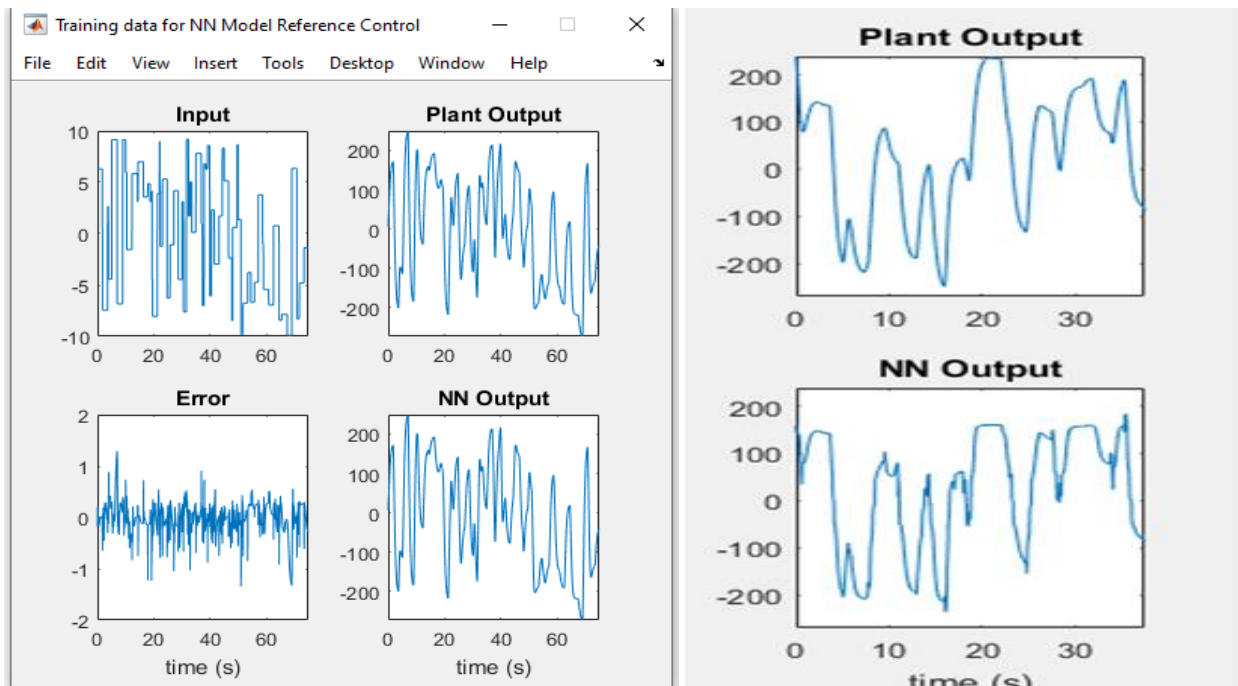 Training data for NN Model Reference Control
File Edit View Insert Tools Desktop Window Help
Input
10
5
0
-5
-10
0 20 40 60
Plant Output
200
100
0
-100
-200
0 20 40 60
Error
2
1
0
-1
-2
0 20 40 60
time (s)
NN Output
200
100
0
-100
-200
0 20 40 60
time (s)
Plant Output
200
100
0
-100
-200
0 10 20 30
NN Output
200
100
0
-100
-200
0 10 20 30
time (s)